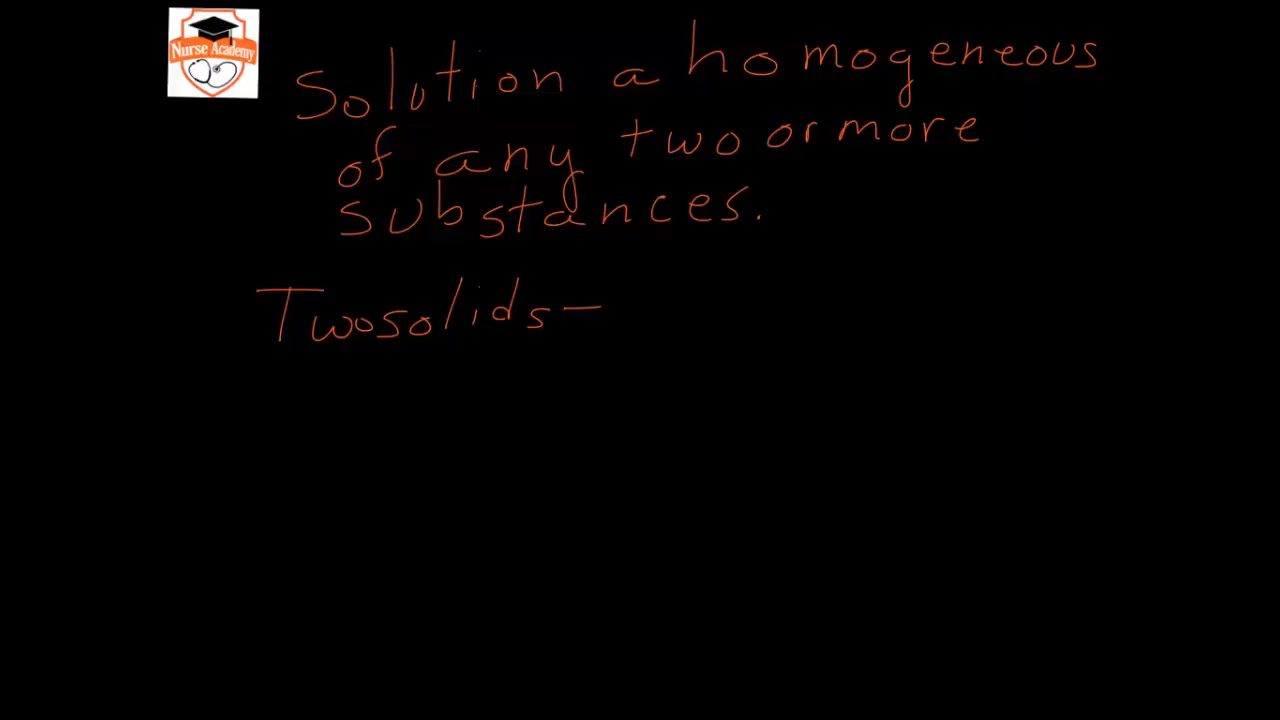 Nurse Academy
Solution a homogeneous
of any two or more
substances.
Twosolids-